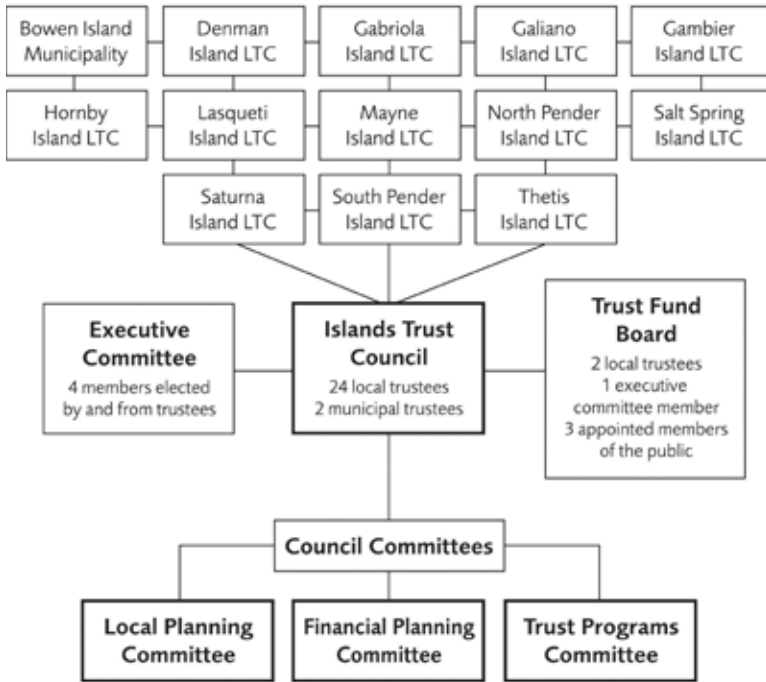 Bowen Island
Municipality
Denman
Island LTC
Gabriola
Island LTC
Galiano
Island LTC
Gambier
Island LTC
Hornby
Island LTC
Lasqueti
Island LTC
Mayne
Island LTC
North Pender
Island LTC
Salt Spring
Island LTC
Saturna
Island LTC
South Pender
Island LTC
Thetis
Island LTC
Executive
Committee
4 members elected
by and from trustees
Islands Trust
Council
24 local trustees
2 municipal trustees
Trust Fund
Board
2 local trustees
1 executive
committee member
3 appointed members
of the public
Council Committees
Local Planning
Committee
Financial Planning
Committee
Trust Programs
Committee